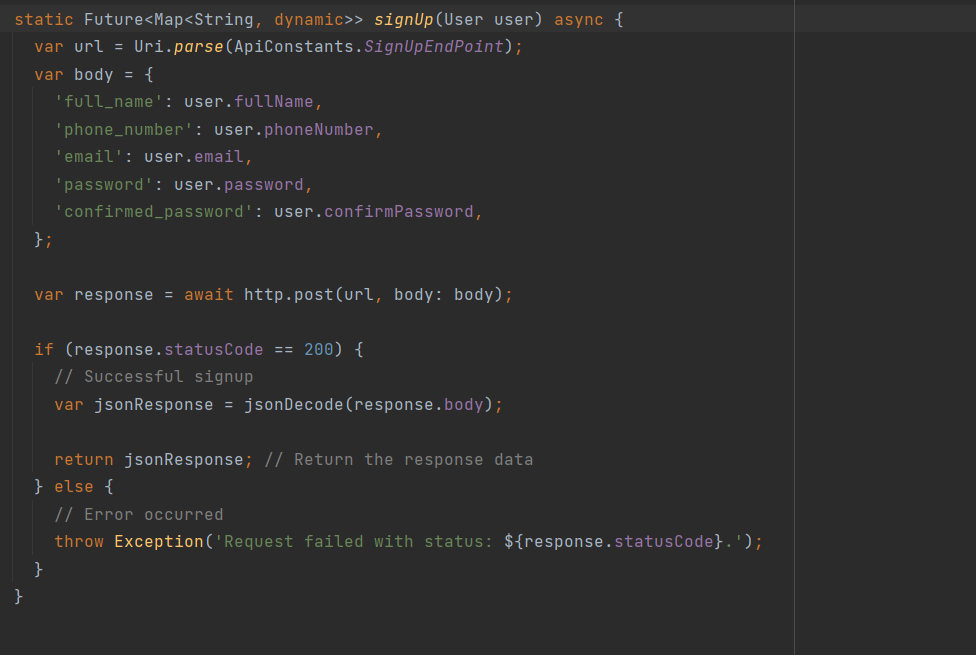 static Future<Map<String, dynamic>> signUp(User user) async {
  var url = Uri.parse(ApiConstants.SignUpEndPoint);
  var body = {
    'full_name': user.fullName,
    'phone_number': user.phoneNumber,
    'email': user.email,
    'password': user.password,
    'confirmed_password': user.confirmPassword,
  };

  var response = await http.post(url, body: body);

  if (response.statusCode == 200) {
    // Successful signup
    var jsonResponse = jsonDecode(response.body);

    return jsonResponse; // Return the response data
  } else {
    // Error occurred
    throw Exception('Request failed with status: ${response.statusCode}.');
  }
}